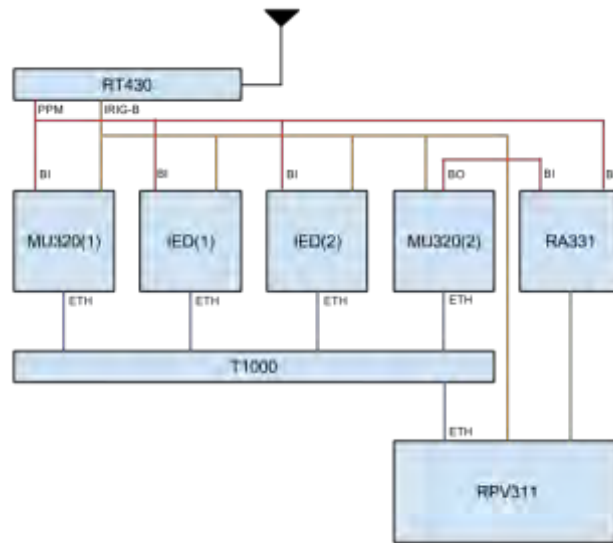 RT430
PPM IRIG-B
BI BI BI BO BI
MU320(1) IED(1) IED(2) MU320(2) RA331
ETH ETH ETH ETH
T1000
ETH
RPV311